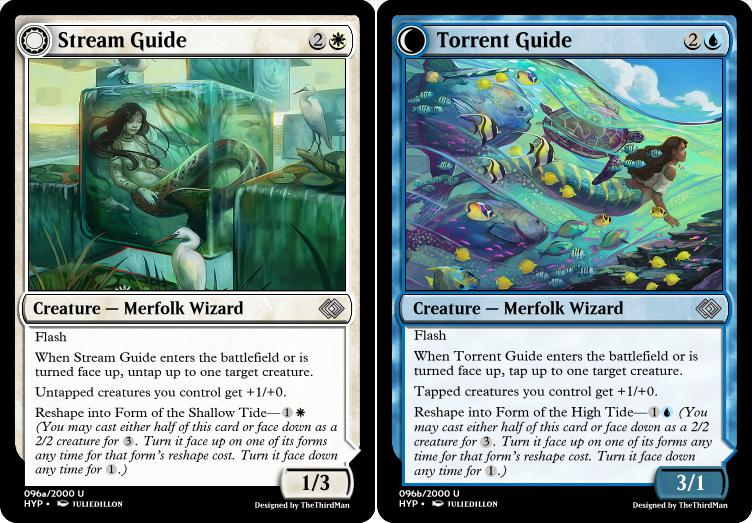 Stream Guide 2
Creature — Merfolk Wizard
Flash
When Stream Guide enters the battlefield or is
turned face up, untap up to one target creature.
Untapped creatures you control get +1/+0.
Reshape into Form of the Shallow Tide—1
(You may cast either half of this card or face down as a
2/2 creature for 3. Turn it face up on one of its forms
any time for that form's reshape cost. Turn it face
down any time for 1.)
1/3
096a/2000 U
HYP • JULIEDILLON
Designed by TheThirdMan
Torrent Guide 2
Creature — Merfolk Wizard
Flash
When Torrent Guide enters the battlefield or is
turned face up, tap up to one target creature.
Tapped creatures you control get +1/+0.
Reshape into Form of the High Tide—1 (You
may cast either half of this card or face down as a 2/2
creature for 3. Turn it face up on one of its forms any
time for that form's reshape cost. Turn it face down
any time for 1.)
3/1
096b/2000 U
HYP • JULIEDILLON
Designed by TheThirdMan